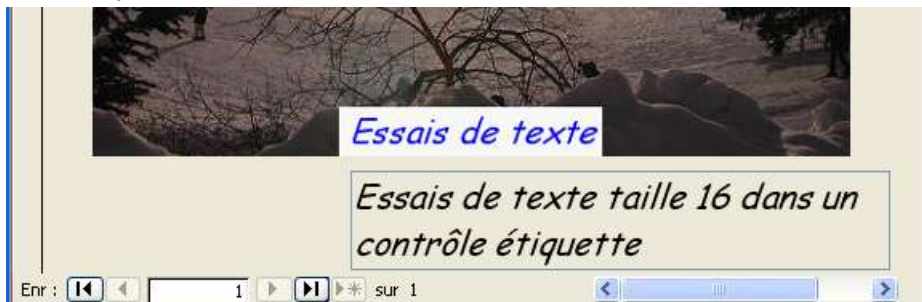 Essais de texte
Essais de texte taille 16 dans un
contrôle étiquette
Enr : 1 sur 1